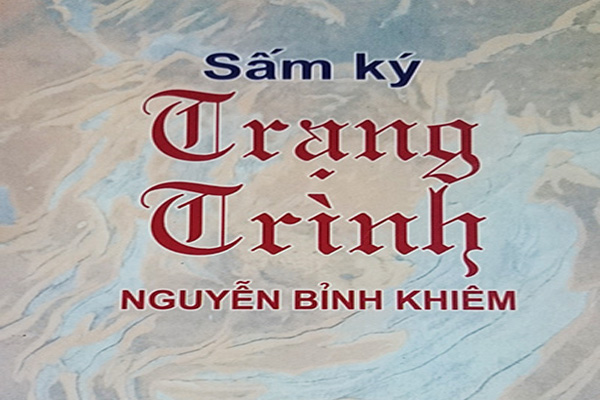 Sấm ký
Trạng
Trình
NGUYỄN BỈNH KHIÊM